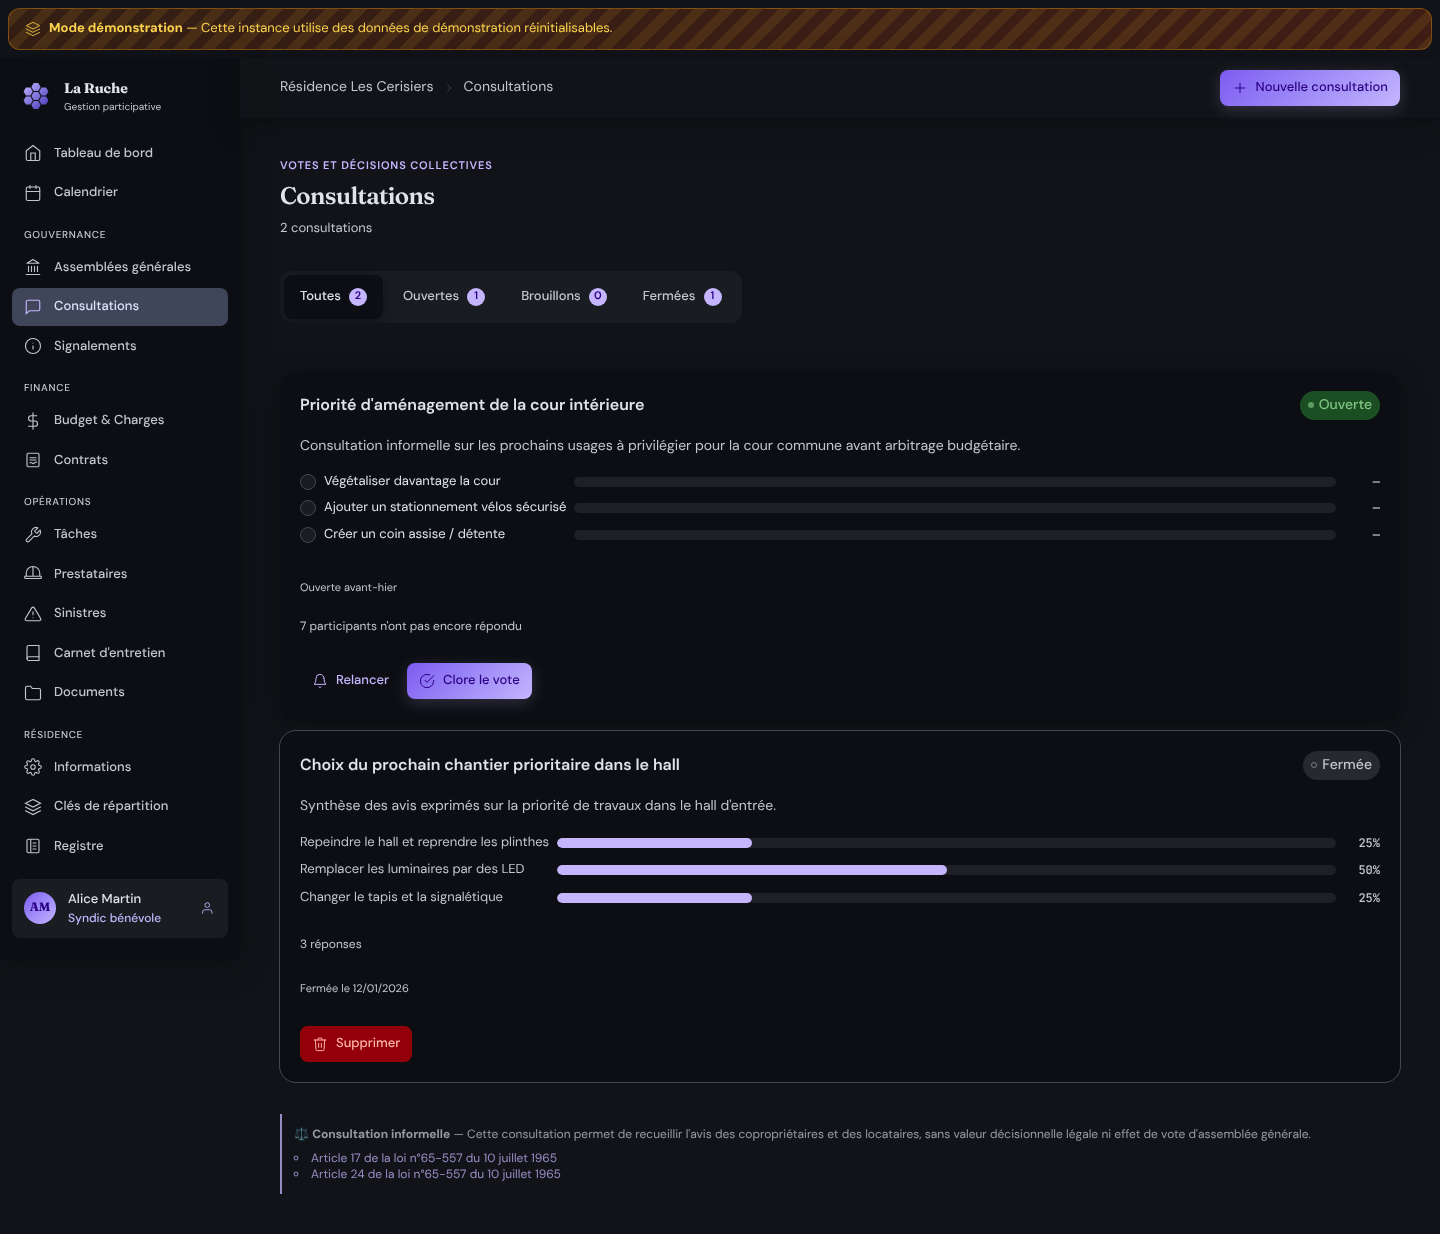 Mode démonstration — Cette instance utilise des données de démonstration réinitialisables.
La Ruche
Gestion participative
Résidence Les Cerisiers
Consultations
Nouvelle consultation
Tableau de bord
Calendrier
GOUVERNANCE
Assemblées générales
Consultations
Signalements
FINANCE
Budget & Charges
Contrats
OPÉRATIONS
Tâches
Prestataires
Sinistres
Carnet d'entretien
Documents
RÉSIDENCE
Informations
Clés de répartition
Registre
AM
Alice Martin
Syndic bénévole
VOTES ET DÉCISIONS COLLECTIVES
Consultations
2 consultations
Toutes 2
Ouvertes 1
Brouillons 0
Fermées 1
Priorité d'aménagement de la cour intérieure
Ouverte
Consultation informelle sur les prochains usages à privilégier pour la cour commune avant arbitrage budgétaire.
Végétaliser davantage la cour –
Ajouter un stationnement vélos sécurisé –
Créer un coin assise / détente –
Ouverte avant-hier
7 participants n'ont pas encore répondu
Relancer
Clore le vote
Choix du prochain chantier prioritaire dans le hall
Fermée
Synthèse des avis exprimés sur la priorité de travaux dans le hall d'entrée.
Repeindre le hall et reprendre les plinthes 25%
Remplacer les luminaires par des LED 50%
Changer le tapis et la signalétique 25%
3 réponses
Fermée le 12/01/2026
Supprimer
⚖️ Consultation informelle — Cette consultation permet de recueillir l'avis des copropriétaires et des locataires, sans valeur décisionnelle légale ni effet de vote d'assemblée générale.
Article 17 de la loi n°65-557 du 10 juillet 1965
Article 24 de la loi n°65-557 du 10 juillet 1965